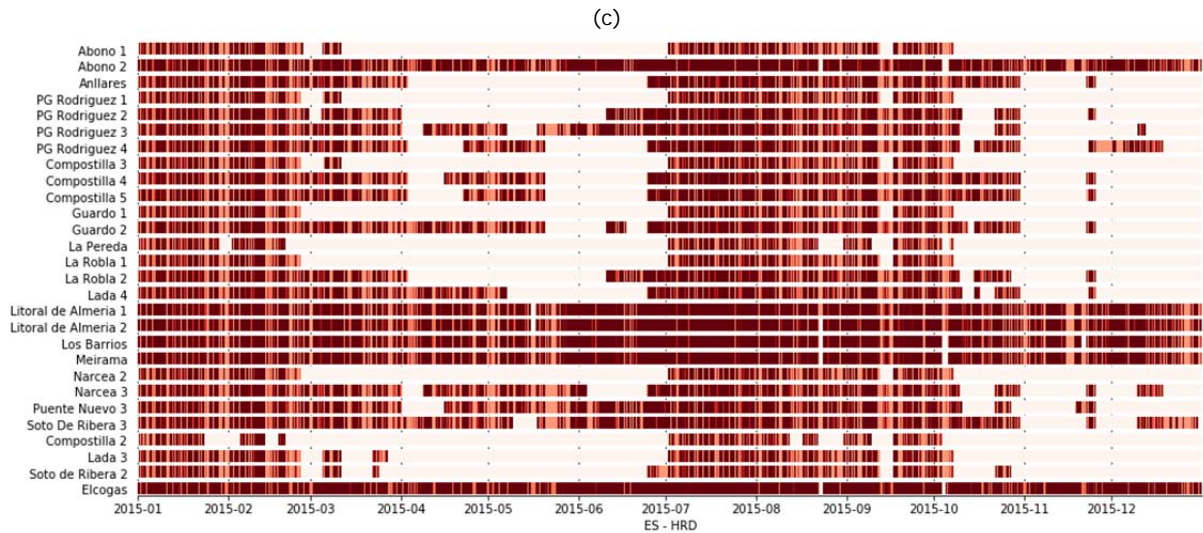 (c)
Abono 1
Abono 2
Anllares
PG Rodriguez 1
PG Rodriguez 2
PG Rodriguez 3
PG Rodriguez 4
Compostilla 3
Compostilla 4
Compostilla 5
Guardo 1
Guardo 2
La Pereda
La Robla 1
La Robla 2
Lada 4
Litoral de Almeria 1
Litoral de Almeria 2
Los Barrios
Meirama
Narcea 2
Narcea 3
Puente Nuevo 3
Soto De Ribera 3
Compostilla 2
Lada 3
Soto de Ribera 2
Elcogas
2015-01 2015-02 2015-03 2015-04 2015-05 2015-06 2015-07 2015-08 2015-09 2015-10 2015-11 2015-12
ES - HRD